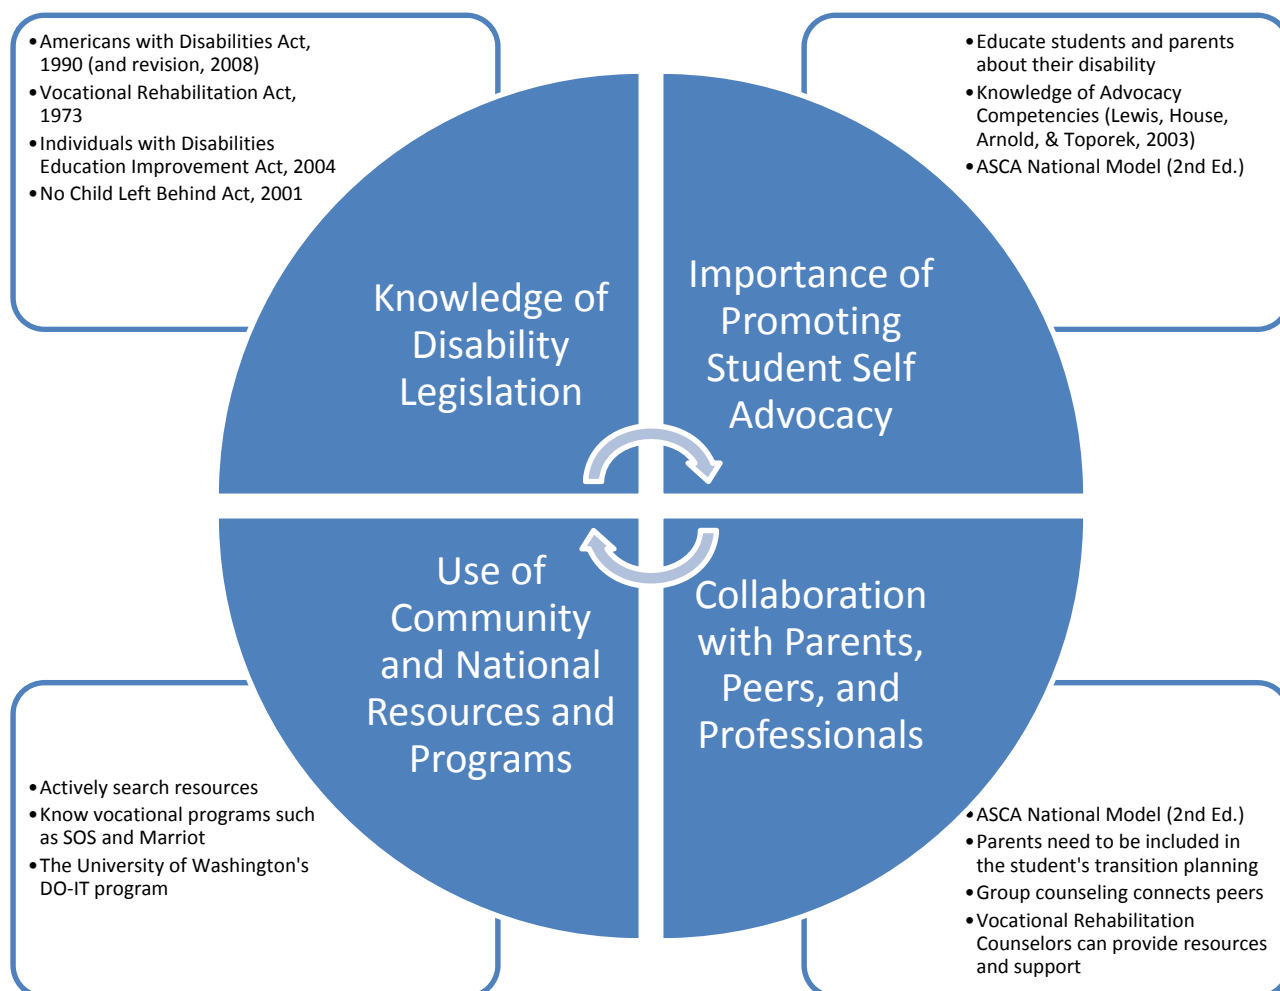 •Americans with Disabilities Act,
1990 (and revision, 2008)
•Vocational Rehabilitation Act,
1973
•Individuals with Disabilities
Education Improvement Act, 2004
•No Child Left Behind Act, 2001
•Educate students and parents
about their disability
•Knowledge of Advocacy
Competencies (Lewis, House,
Arnold, & Toporek, 2003)
•ASCA National Model (2nd Ed.)
Knowledge of
Disability
Legislation
Importance of
Promoting
Student Self
Advocacy
Use of
Community
and National
Resources and
Programs
Collaboration
with Parents,
Peers, and
Professionals
•Actively search resources
•Know vocational programs such
as SOS and Marriot
•The University of Washington's
DO-IT program
•ASCA National Model (2nd Ed.)
•Parents need to be included in
the student's transition planning
•Group counseling connects peers
•Vocational Rehabilitation
Counselors can provide resources
and support